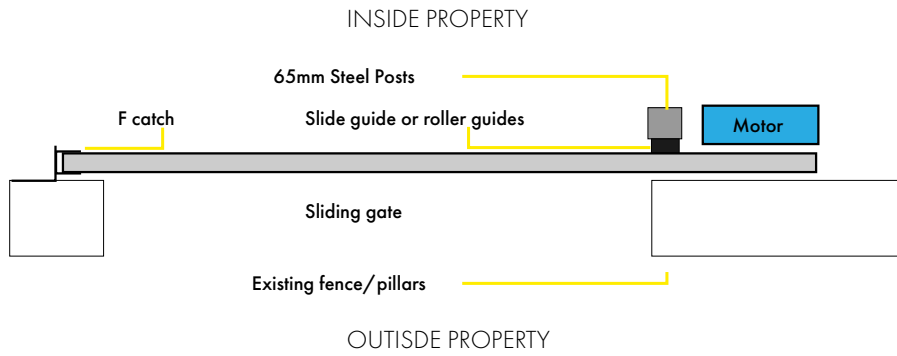 INSIDE PROPERTY
65mm Steel Posts
F catch
Slide guide or roller guides
Motor
Sliding gate
Existing fence/pillars
OUTISDE PROPERTY